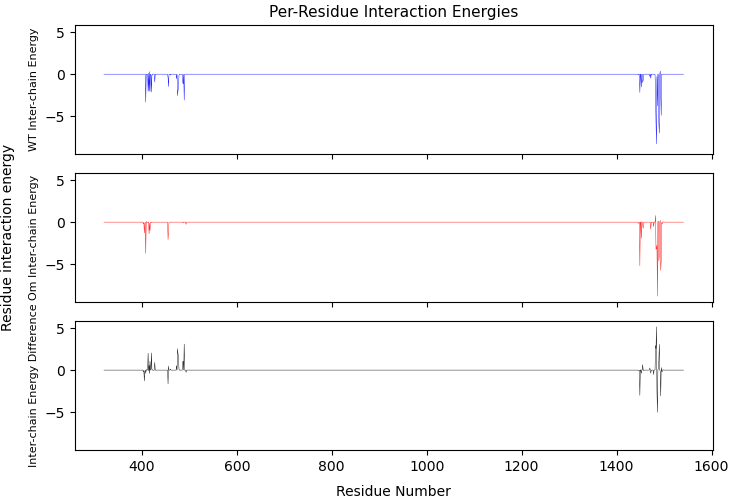 Per-Residue Interaction Energies
Residue interaction energy
WT Inter-chain Energy
5
0
−5
Om Inter-chain Energy
5
0
−5
Inter-chain Energy Difference
5
0
−5
400
600
800
1000
1200
1400
1600
Residue Number